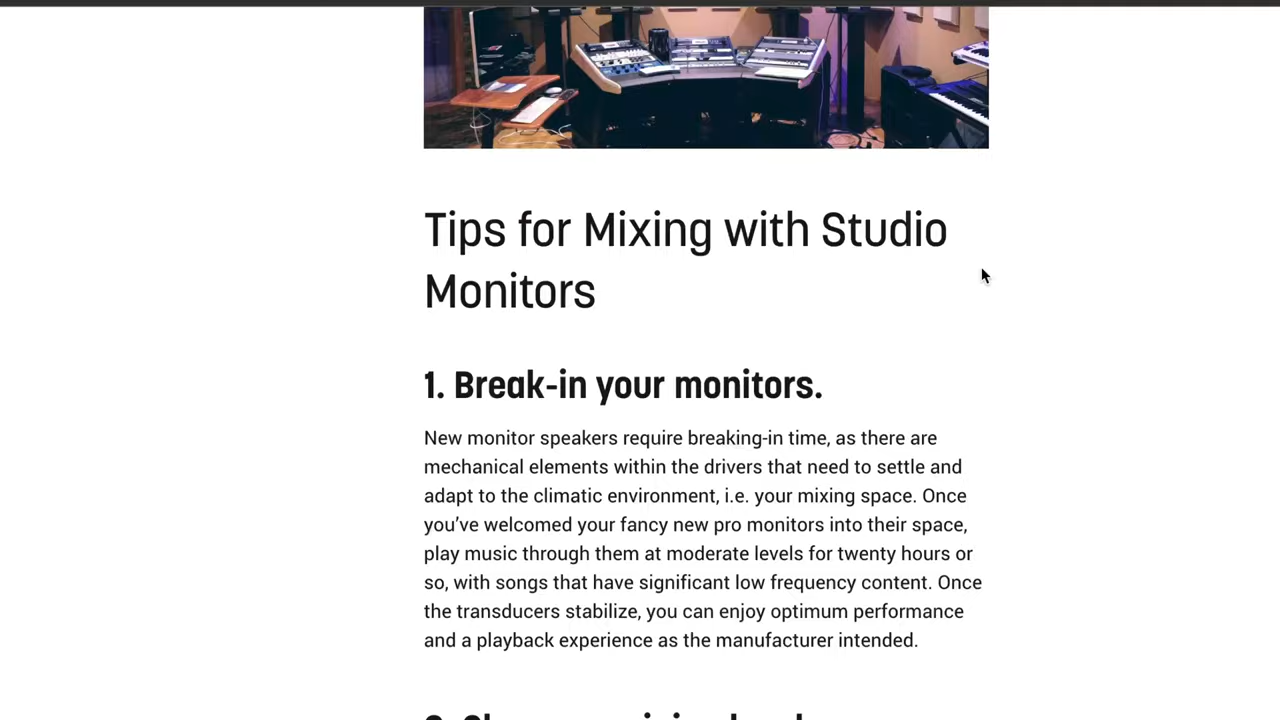 Tips for Mixing with Studio
Monitors
1. Break-in your monitors.
New monitor speakers require breaking-in time, as there are
mechanical elements within the drivers that need to settle and
adapt to the climatic environment, i.e. your mixing space. Once
you’ve welcomed your fancy new pro monitors into their space,
play music through them at moderate levels for twenty hours or
so, with songs that have significant low frequency content. Once
the transducers stabilize, you can enjoy optimum performance
and a playback experience as the manufacturer intended.